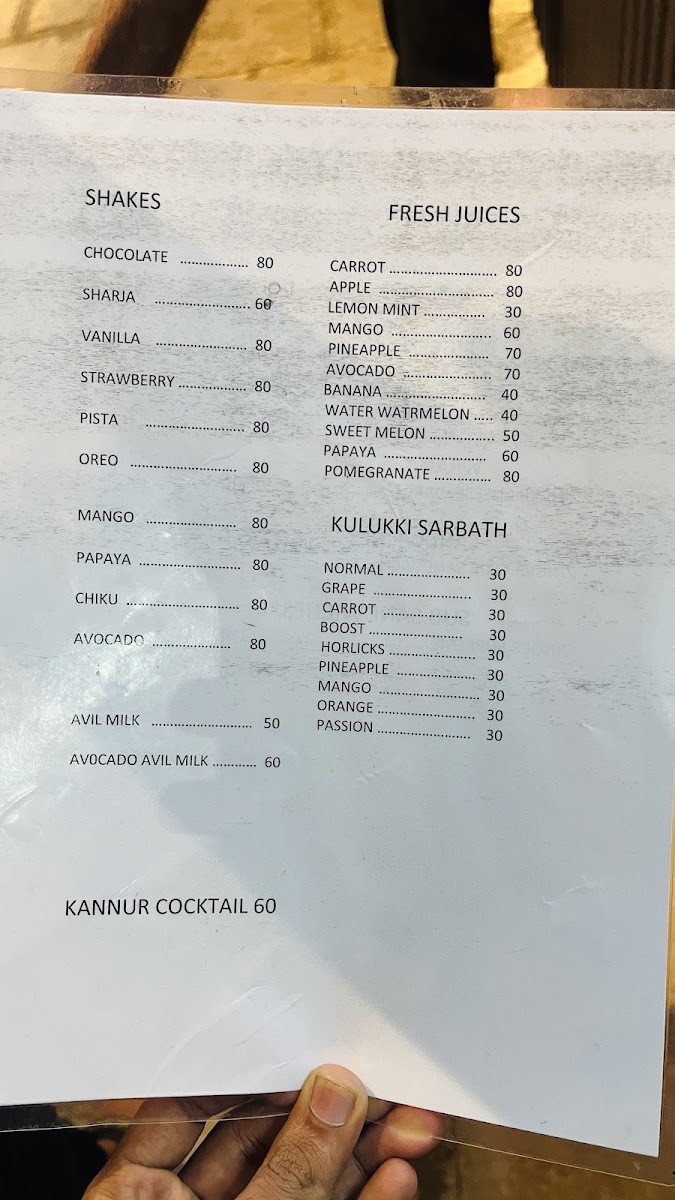 SHAKES
CHOCOLATE ................. 80
SHARJA ........................ 60
VANILLA ....................... 80
STRAWBERRY ................. 80
PISTA ......................... 80
OREO ........................... 80
MANGO ....................... 80
PAPAYA .......................... 80
CHIKU ............................ 80
AVOCADO .................... 80
AVIL MILK ......................... 50
AV0CADO AVIL MILK ........... 60
KANNUR COCKTAIL 60
FRESH JUICES
CARROT ........................... 80
APPLE ............................. 80
LEMON MINT ............... 30
MANGO ......................... 60
PINEAPPLE .................... 70
AVOCADO ...................... 70
BANANA ......................... 40
WATER WATRMELON ..... 40
SWEET MELON ................ 50
PAPAYA .......................... 60
POMEGRANATE .............. 80
KULUKKI SARBATH
NORMAL ..................... 30
GRAPE ......................... 30
CARROT .................... 30
BOOST ........................ 30
HORLICKS ...................... 30
PINEAPPLE .................... 30
MANGO .......................... 30
ORANGE ......................... 30
PASSION ........................ 30